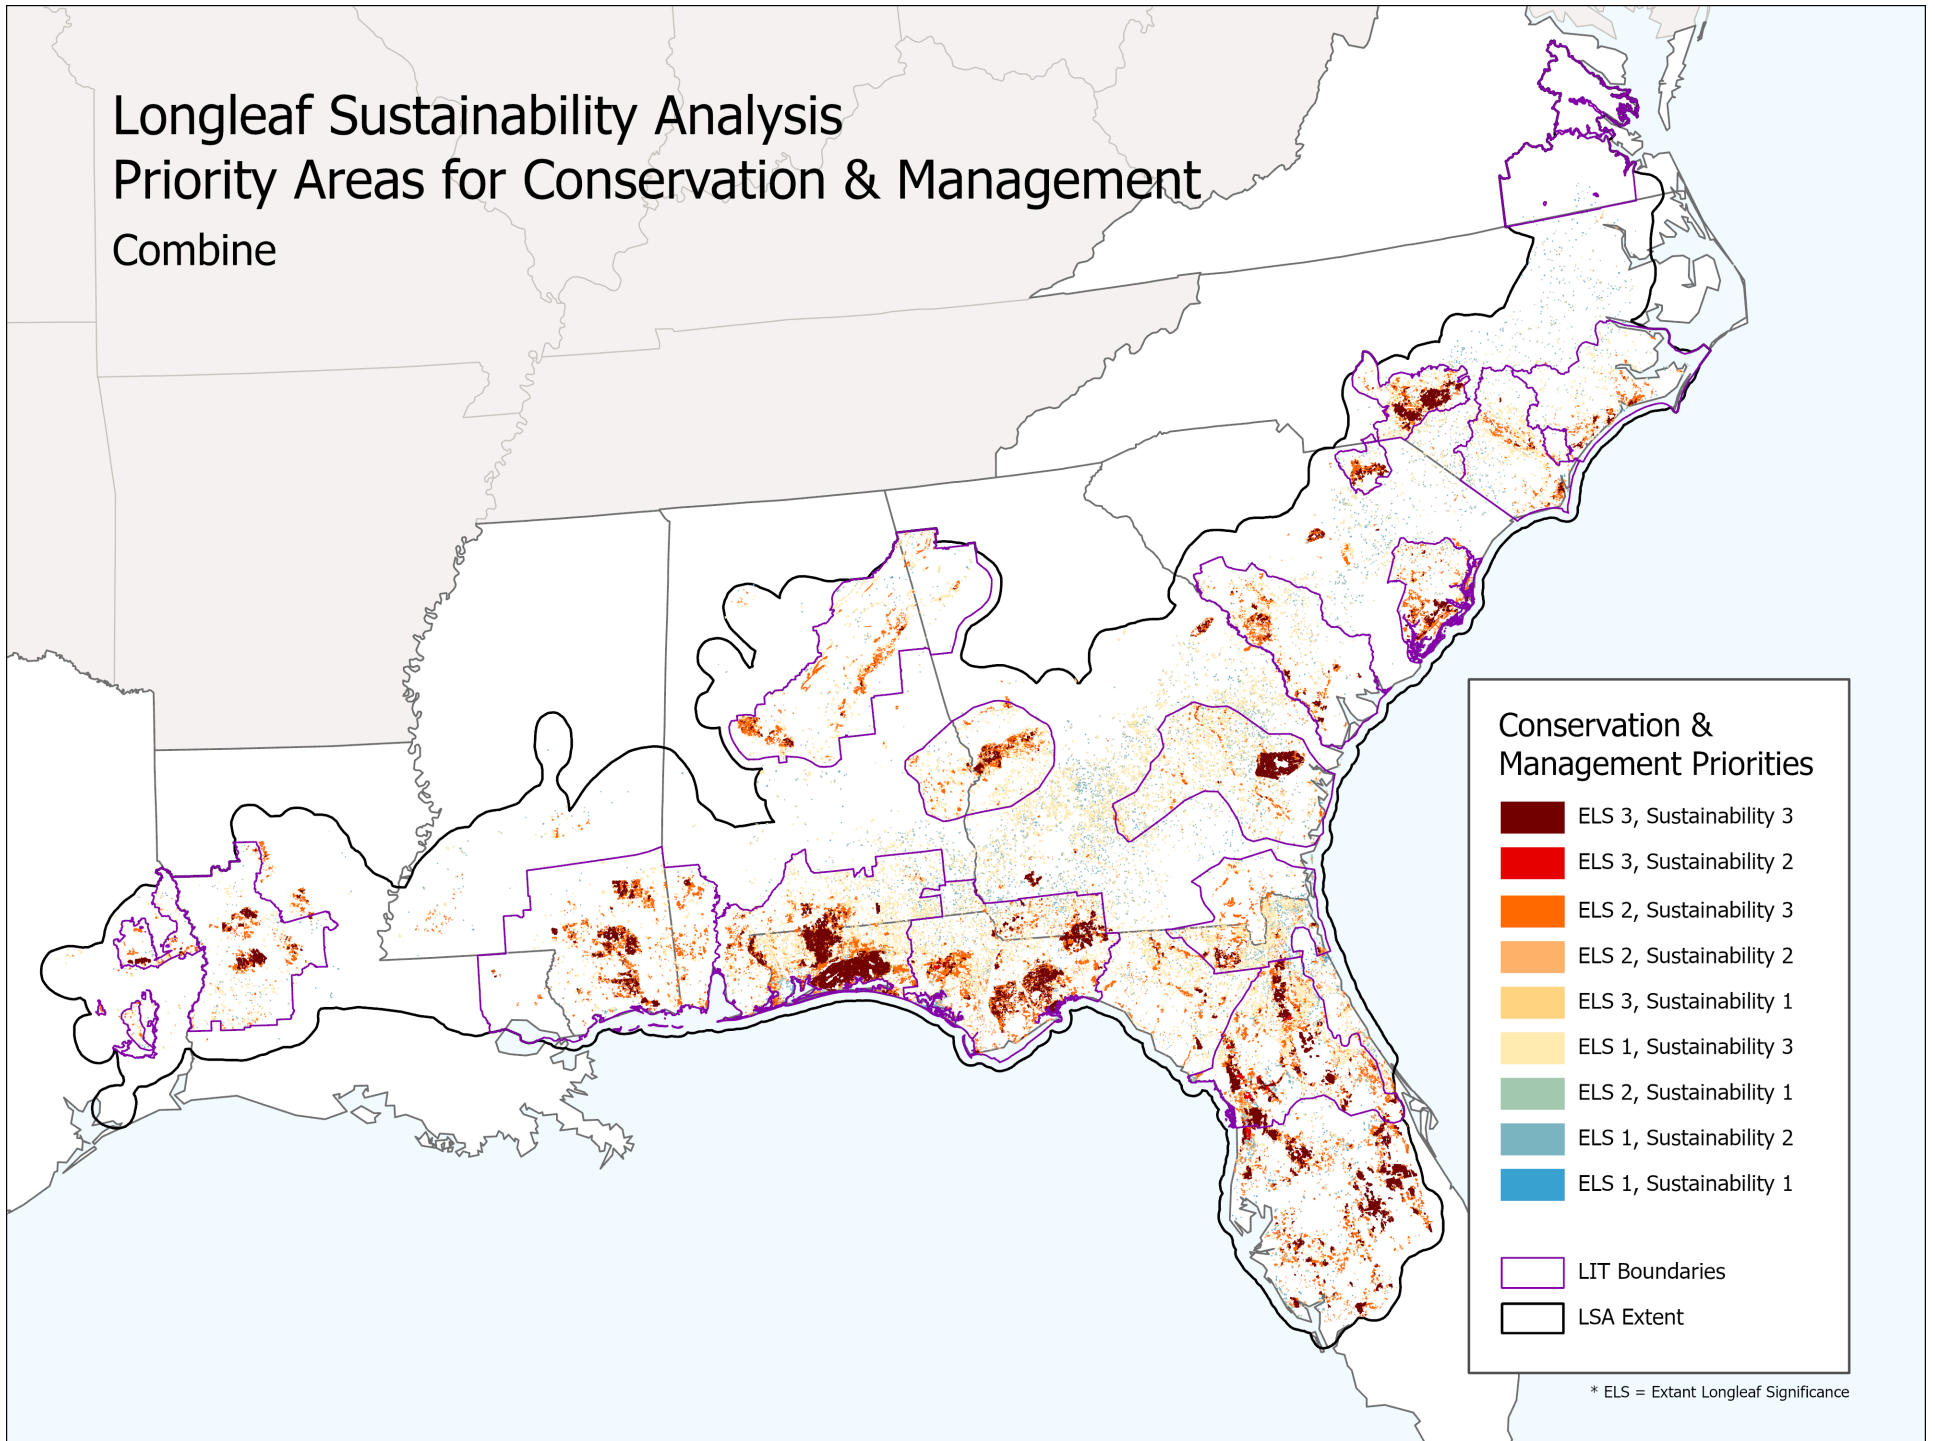 Longleaf Sustainability Analysis
Priority Areas for Conservation & Management
Combine
Conservation &
Management Priorities
ELS 3, Sustainability 3
ELS 3, Sustainability 2
ELS 2, Sustainability 3
ELS 2, Sustainability 2
ELS 3, Sustainability 1
ELS 1, Sustainability 3
ELS 2, Sustainability 1
ELS 1, Sustainability 2
ELS 1, Sustainability 1
LIT Boundaries
LSA Extent
* ELS = Extant Longleaf Significance